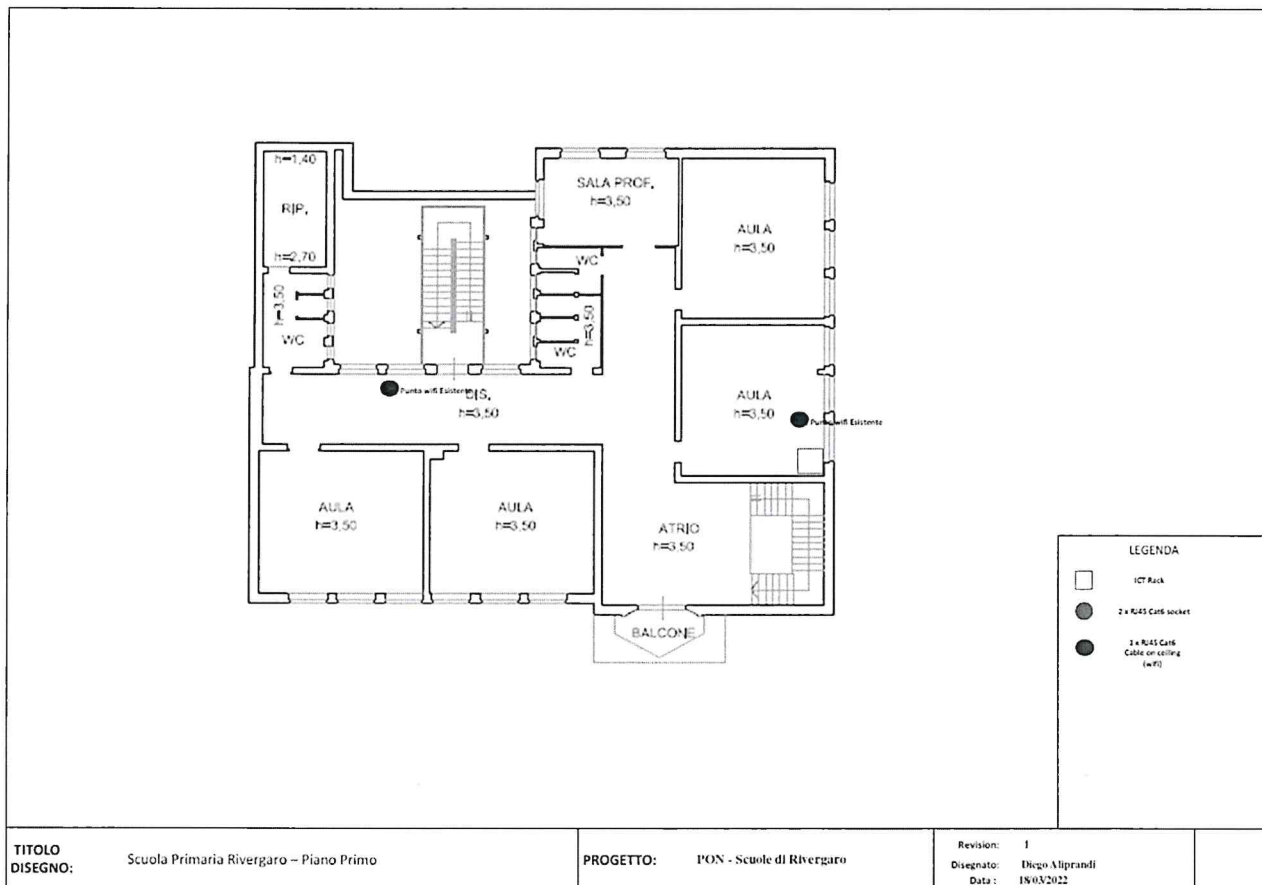 h=1,40
RIP.
h=2,70
h=3,50
WC
SALA PROF.
h=3,50
WC
h=3,50
WC
AULA
h=3,50
AULA
h=3,50
Punto wifi Esistente
Punto wifi Esistente
DIS.
h=3,50
AULA
h=3,50
AULA
h=3,50
ATRIO
h=3,50
BALCONE
LEGENDA
ICT Rack
2 x RJ45 Cat6 socket
1 x RJ45 Cat6
Cable on ceiling
(wifi)
TITOLO
DISEGNO:
Scuola Primaria Rivergaro – Piano Primo
PROGETTO:
PON - Scuole di Rivergaro
Revision: 1
Disegnato: Diego Aliprandi
Data : 18/03/2022